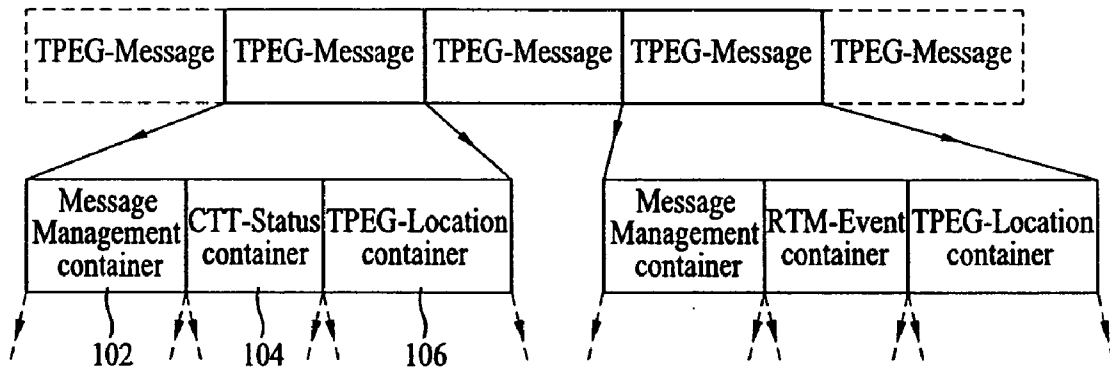 TPEG-Message TPEG-Message TPEG-Message TPEG-Message TPEG-Message
Message
Management
container
CTT-Status
container
TPEG-Location
container
Message
Management
container
RTM-Event
container
TPEG-Location
container
102
104
106